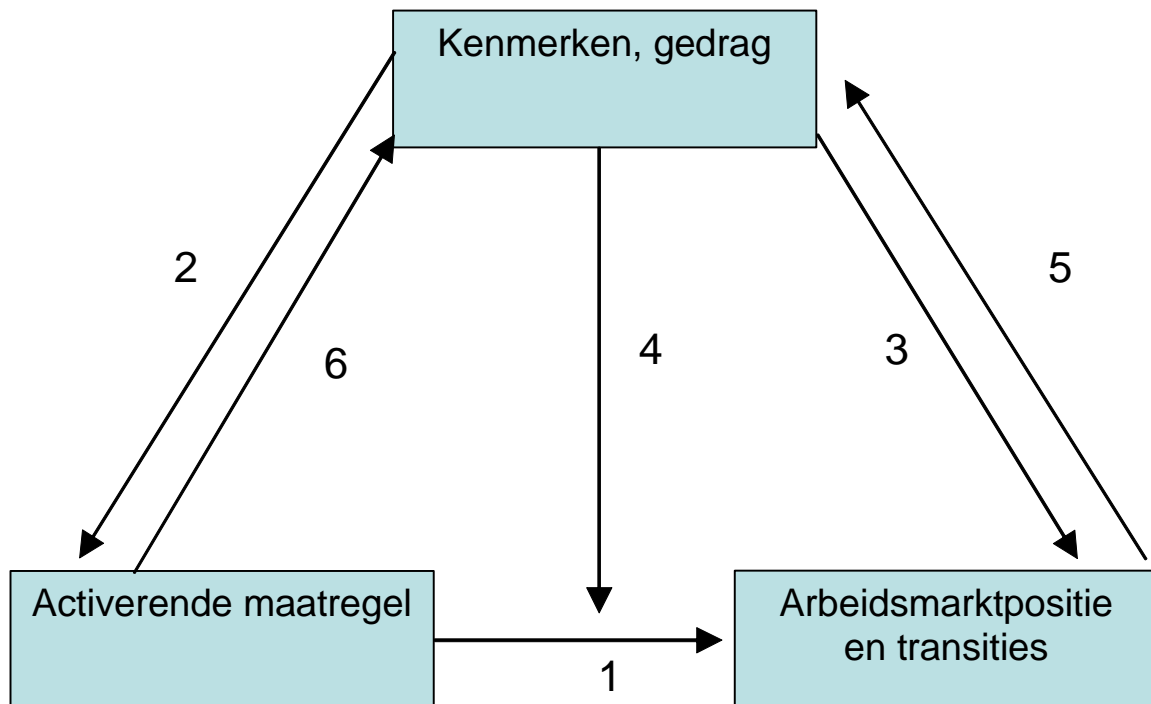 Kenmerken, gedrag
2
5
6
4
3
Activerende maatregel
Arbeidsmarktpositie
en transities
1